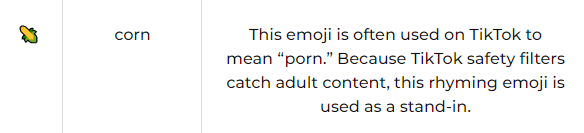 corn
This emoji is often used on TikTok to
mean “porn.” Because TikTok safety filters
catch adult content, this rhyming emoji is
used as a stand-in.